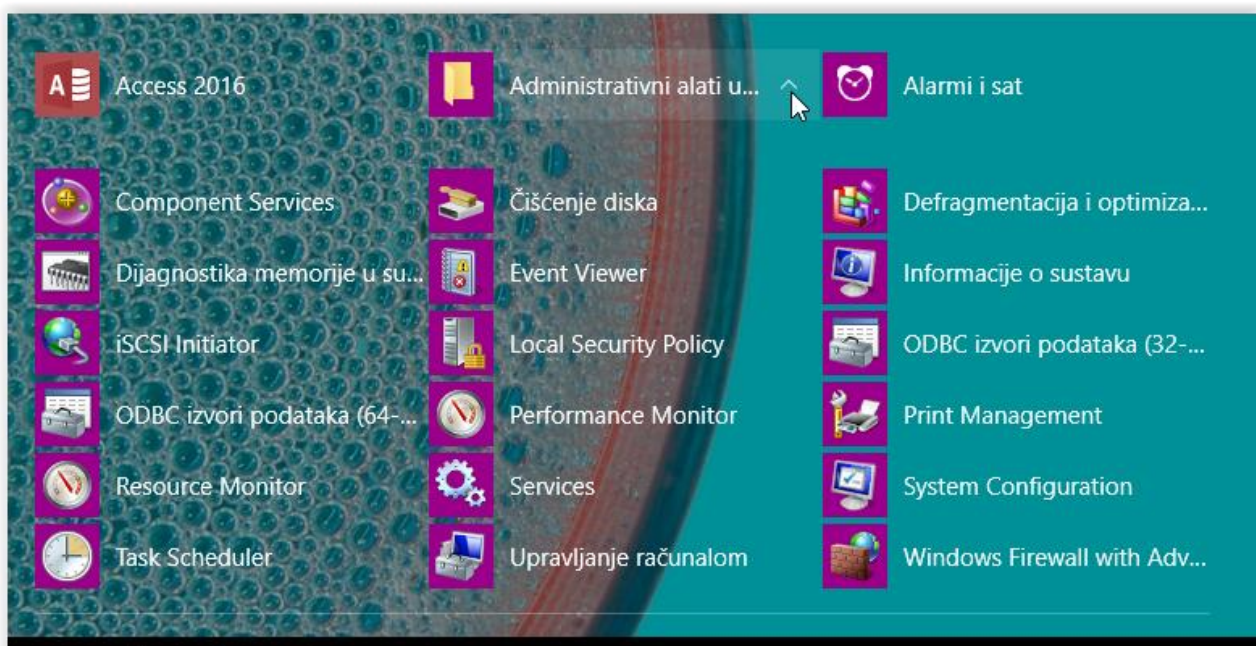 Access 2016
Administrativni alati u...
Alarmi i sat
Component Services
Čišćenje diska
Defragmentacija i optimiza...
Dijagnostika memorije u su...
Event Viewer
Informacije o sustavu
iSCSI Initiator
Local Security Policy
ODBC izvori podataka (32-...
ODBC izvori podataka (64-...
Performance Monitor
Print Management
Resource Monitor
Services
System Configuration
Task Scheduler
Upravljanje računalom
Windows Firewall with Adv...